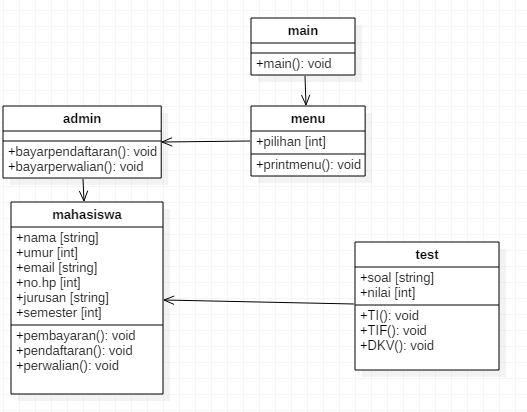 main
+main(): void
admin
+bayarpendaftaran(): void
+bayarperwalian(): void
menu
+pilihan [int]
+printmenu(): void
mahasiswa
+nama [string]
+umur [int]
+email [string]
+no.hp [int]
+jurusan [string]
+semester [int]
+pembayaran(): void
+pendaftaran(): void
+perwalian(): void
test
+soal [string]
+nilai [int]
+TI(): void
+TIF(): void
+DKV(): void